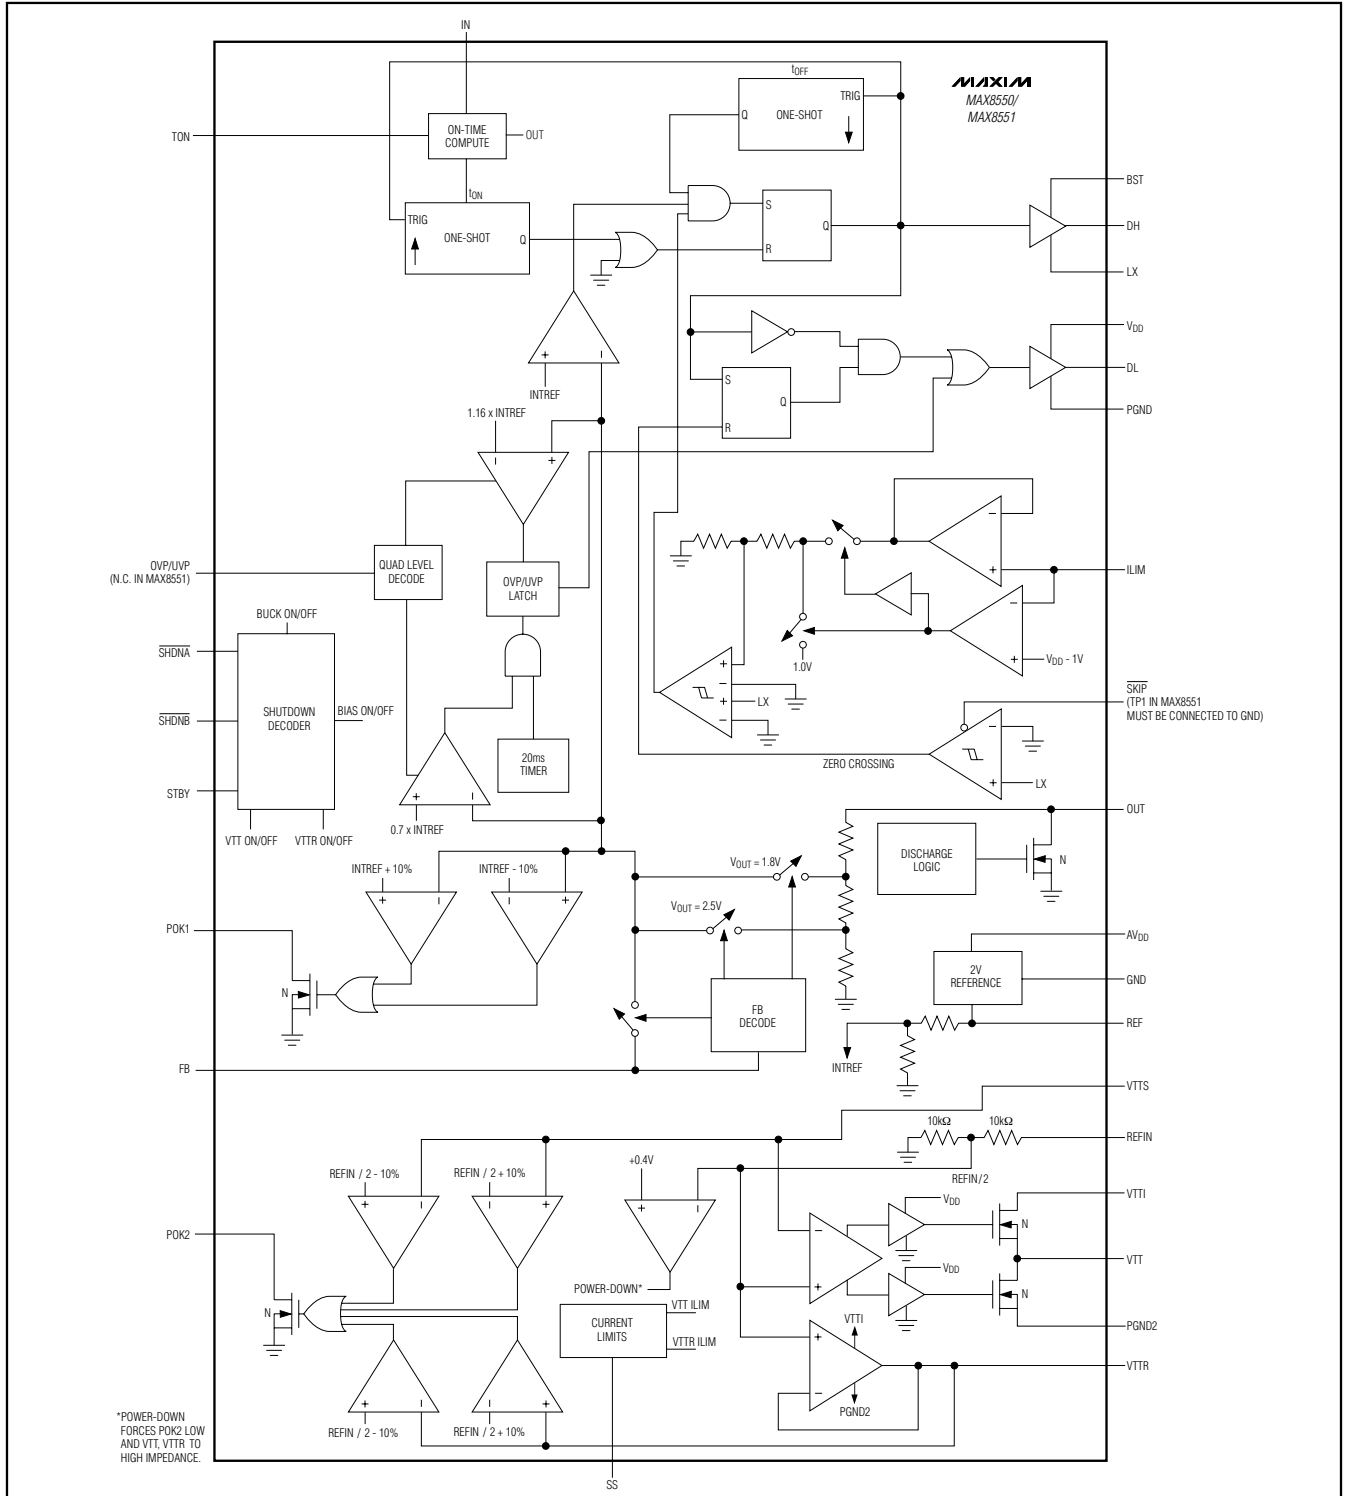 IN
tOFF
MAXIM
MAX8550/
MAX8551
TRIG
Q
ONE-SHOT
TON
ON-TIME
COMPUTE
OUT
BST
tON
S
TRIG
Q
DH
ONE-SHOT
Q
R
LX
VDD
+
−
DL
INTREF
S
Q
1.16 x INTREF
PGND
R
−
+
−
OVP/UVP
(N.C. IN MAX8551)
QUAD LEVEL
DECODE
OVP/UVP
LATCH
+
ILIM
−
BUCK ON/OFF
SHDNA
1.0V
+
VDD - 1V
+
−
+
−
LX
SKIP
(TP1 IN MAX8551
MUST BE CONNECTED TO GND)
SHUTDOWN
DECODER
BIAS ON/OFF
SHDNB
−
20ms
TIMER
ZERO CROSSING
+
LX
STBY
+
−
OUT
0.7 x INTREF
VTT ON/OFF
VTTR ON/OFF
DISCHARGE
LOGIC
N
INTREF + 10%
INTREF - 10%
VOUT = 1.8V
+
−
−
+
VOUT = 2.5V
POK1
AVDD
2V
REFERENCE
GND
N
FB
DECODE
REF
FB
INTREF
VTTS
10kΩ
10kΩ
REFIN
REFIN / 2 - 10%
REFIN / 2 + 10%
+0.4V
REFIN/2
+
−
−
+
+
−
VDD
VTTI
POK2
−
N
VTT
+
VDD
POWER-DOWN*
N
N
CURRENT
LIMITS
VTT ILIM
VTTR ILIM
VTTI
PGND2
+
VTTR
−
PGND2
+
−
−
+
REFIN / 2 - 10%
REFIN / 2 + 10%
*POWER-DOWN
FORCES POK2 LOW
AND VTT, VTTR TO
HIGH IMPEDANCE.
SS